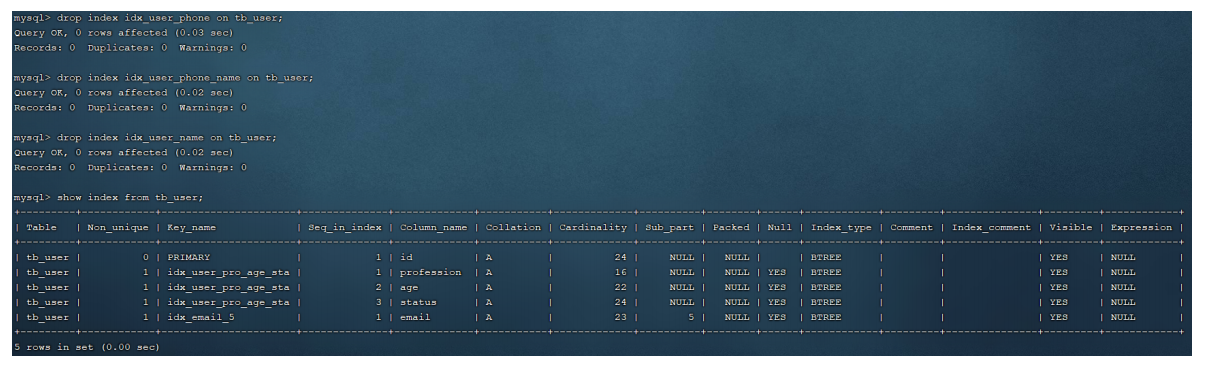 mysql> drop index idx_user_phone on tb_user;
Query OK, 0 rows affected (0.03 sec)
Records: 0  Duplicates: 0  Warnings: 0
mysql> drop index idx_user_phone_name on tb_user;
Query OK, 0 rows affected (0.02 sec)
Records: 0  Duplicates: 0  Warnings: 0
mysql> drop index idx_user_name on tb_user;
Query OK, 0 rows affected (0.02 sec)
Records: 0  Duplicates: 0  Warnings: 0
mysql> show index from tb_user;
+---------+------------+----------------------+--------------+-------------+-----------+-------------+----------+--------+------+------------+---------+---------------+---------+------------+
| Table   | Non_unique | Key_name             | Seq_in_index | Column_name | Collation | Cardinality | Sub_part | Packed | Null | Index_type | Comment | Index_comment | Visible | Expression |
+---------+------------+----------------------+--------------+-------------+-----------+-------------+----------+--------+------+------------+---------+---------------+---------+------------+
| tb_user |          0 | PRIMARY              |            1 | id          | A         |          24 |     NULL |   NULL |      | BTREE      |         |               | YES     | NULL       |
| tb_user |          1 | idx_user_pro_age_sta |            1 | profession  | A         |          16 |     NULL |   NULL | YES  | BTREE      |         |               | YES     | NULL       |
| tb_user |          1 | idx_user_pro_age_sta |            2 | age         | A         |          22 |     NULL |   NULL | YES  | BTREE      |         |               | YES     | NULL       |
| tb_user |          1 | idx_user_pro_age_sta |            3 | status      | A         |          24 |     NULL |   NULL | YES  | BTREE      |         |               | YES     | NULL       |
| tb_user |          1 | idx_email_5          |            1 | email       | A         |          23 |        5 |   NULL | YES  | BTREE      |         |               | YES     | NULL       |
+---------+------------+----------------------+--------------+-------------+-----------+-------------+----------+--------+------+------------+---------+---------------+---------+------------+
5 rows in set (0.00 sec)